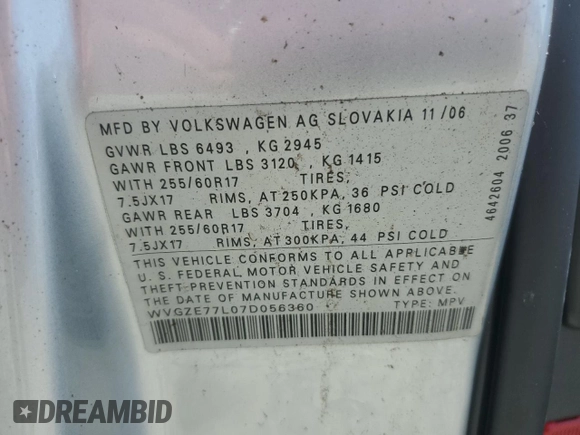 MFD BY VOLKSWAGEN AG SLOVAKIA 11/06
GVWR LBS 6493 , KG 2945
GAWR FRONT LBS 3120 , KG 1415
WITH 255/60R17 TIRES,
7.5JX17 RIMS, AT 250KPA, 36 PSI COLD
GAWR REAR LBS 3704 , KG 1680
WITH 255/60R17 TIRES,
7.5JX17 RIMS, AT 300KPA, 44 PSI COLD
THIS VEHICLE CONFORMS TO ALL APPLICABLE
U.S. FEDERAL MOTOR VEHICLE SAFETY AND
THEFT PREVENTION STANDARDS IN EFFECT ON
THE DATE OF MANUFACTURE SHOWN ABOVE.
WVGZE77L07D056360 TYPE: MPV
4642604 2006 37
DREAMBID